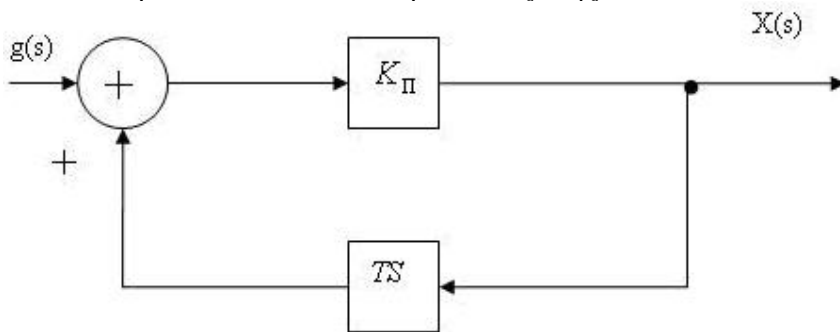 X(s)
g(s)
+
K_П
+
TS